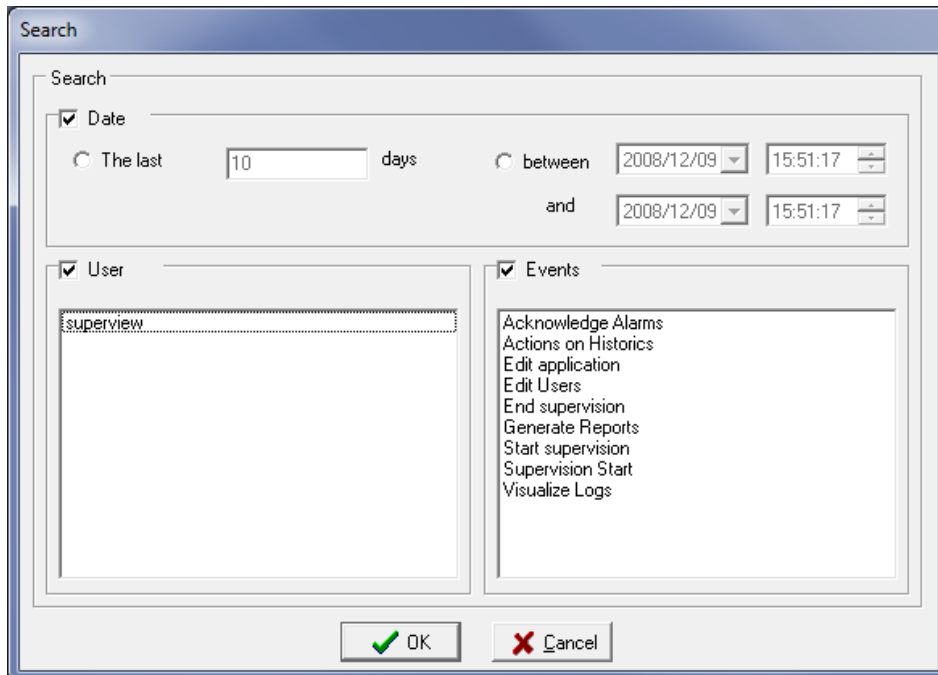 Search
Search
Date
The last 10 days between 2008/12/09 15:51:17
and 2008/12/09 15:51:17
User
superview
Events
Acknowledge Alarms
Actions on Historics
Edit application
Edit Users
End supervision
Generate Reports
Start supervision
Supervision Start
Visualize Logs
OK Cancel